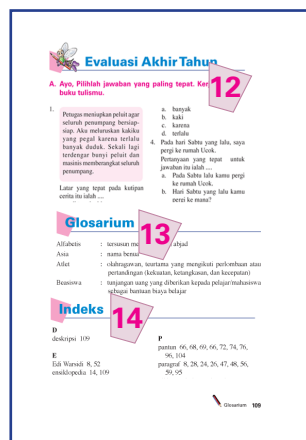 Evaluasi Akhir Tahun
12
A. Ayo, Pilihlah jawaban yang paling tepat. Ker
buku tulismu.
1.
Petugas meniupkan peluit agar
seluruh penumpang bersiap-
siap. Aku meluruskan kakiku
yang pegal karena terlalu
banyak duduk. Sekali lagi
terdengar bunyi peluit dan
masinis memberangkat seluruh
penumpang.
Latar yang tepat pada kutipan
cerita itu ialah ....
a. banyak
b. kaki
c. karena
d. terlalu
4. Pada hari Sabtu yang lalu, saya
pergi ke rumah Ucok.
Pertanyaan yang tepat untuk
jawaban itu ialah ....
a. Pada Sabtu lalu kamu pergi
ke rumah Ucok.
b. Hari Sabtu yang lalu kamu
pergi ke mana?
Glosarium
13
Alfabetis : tersusun me abjad
Asia : nama benua
Atlet : olahragawan, terutama yang mengikuti perlombaan atau
pertandingan (kekuatan, ketangkasan, dan kecepatan)
Beasiswa : tunjangan uang yang diberikan kepada pelajar/mahasiswa
sebagai bantuan biaya belajar
Indeks
14
D
deskripsi 109
E
Edi Warsidi 8, 52
ensiklopedia 14, 109
P
pantun 66, 68, 69, 66, 72, 74, 76,
96, 104
paragraf 8, 28, 24, 26, 47, 48, 56,
59, 95
Glosarium 109